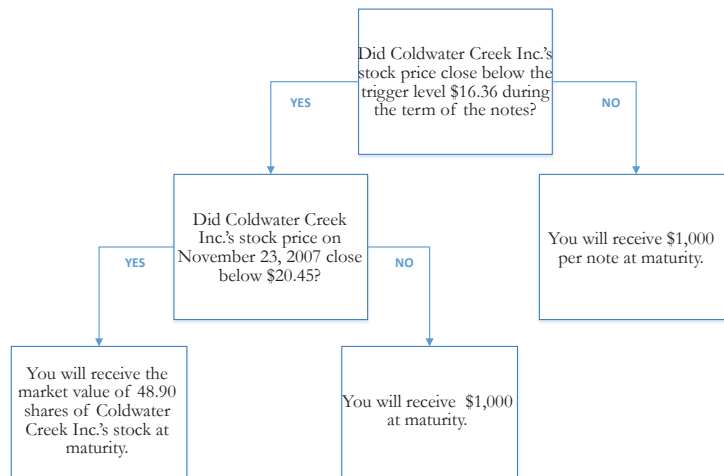 Did Coldwater Creek Inc.'s
stock price close below the
trigger level $16.36 during
the term of the notes?
YES
NO
Did Coldwater Creek
Inc.'s stock price on
November 23, 2007 close
below $20.45?
You will receive $1,000
per note at maturity.
YES
NO
You will receive the
market value of 48.90
shares of Coldwater
Creek Inc.'s stock at
maturity.
You will receive $1,000
at maturity.